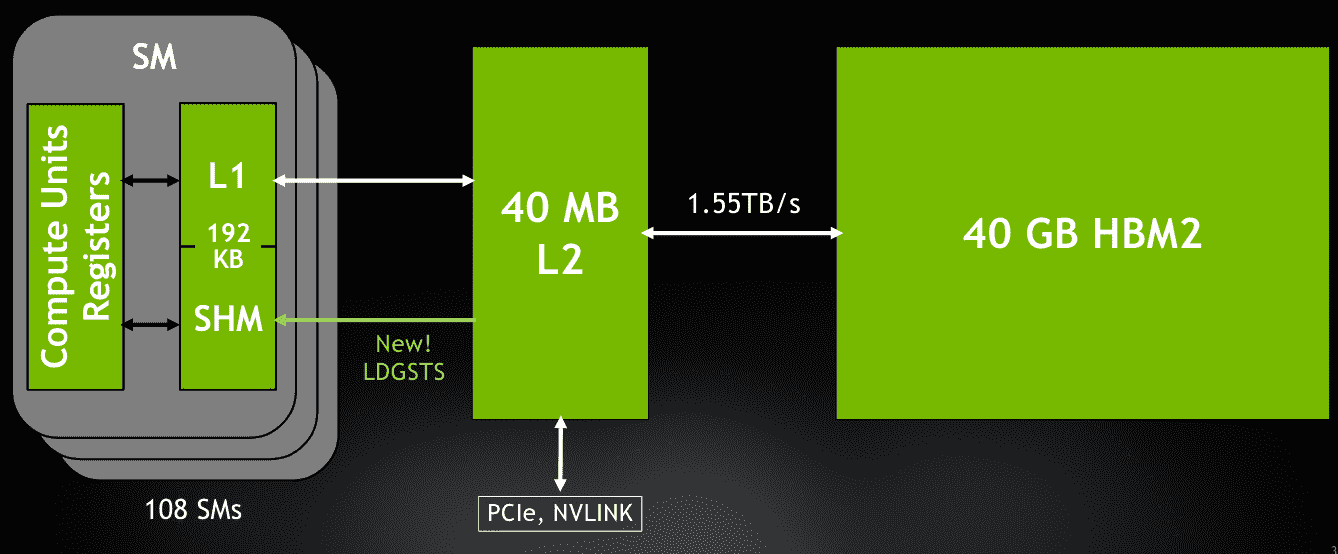 SM
Compute Units
Registers
L1
192
KB
SHM
108 SMs
New!
LDGSTS
40 MB
L2
PCIe, NVLINK
1.55TB/s
40 GB HBM2